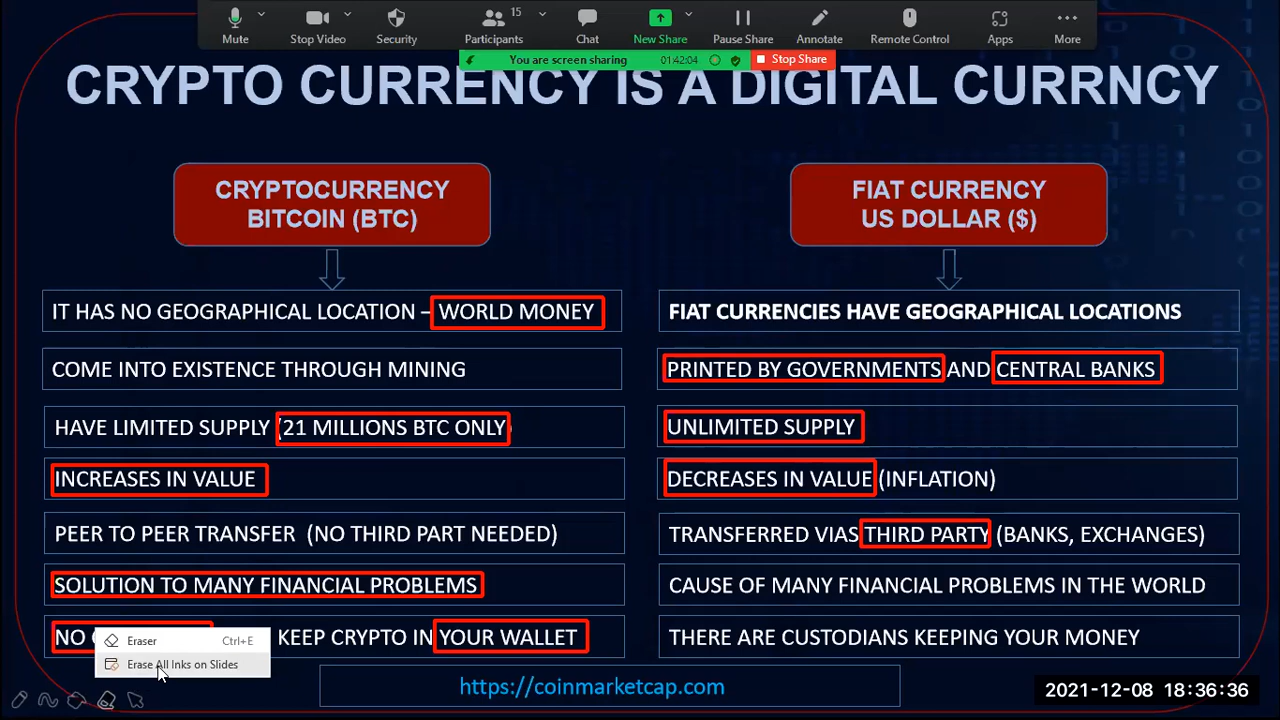 Mute
Stop Video
Security
Participants
15
Chat
New Share
Pause Share
Annotate
Remote Control
Apps
More
You are screen sharing
01:42:04
Stop Share
CRYPTO CURRENCY IS A DIGITAL CURRNCY
CRYPTOCURRENCY
BITCOIN (BTC)
FIAT CURRENCY
US DOLLAR ($)
IT HAS NO GEOGRAPHICAL LOCATION – WORLD MONEY
FIAT CURRENCIES HAVE GEOGRAPHICAL LOCATIONS
COME INTO EXISTENCE THROUGH MINING
PRINTED BY GOVERNMENTS AND CENTRAL BANKS
HAVE LIMITED SUPPLY (21 MILLIONS BTC ONLY)
UNLIMITED SUPPLY
INCREASES IN VALUE
DECREASES IN VALUE (INFLATION)
PEER TO PEER TRANSFER (NO THIRD PART NEEDED)
TRANSFERRED VIAS THIRD PARTY (BANKS, EXCHANGES)
SOLUTION TO MANY FINANCIAL PROBLEMS
CAUSE OF MANY FINANCIAL PROBLEMS IN THE WORLD
NO KEEP CRYPTO IN YOUR WALLET
THERE ARE CUSTODIANS KEEPING YOUR MONEY
Eraser Ctrl+E
Erase All Inks on Slides
https://coinmarketcap.com
2021-12-08 18:36:36